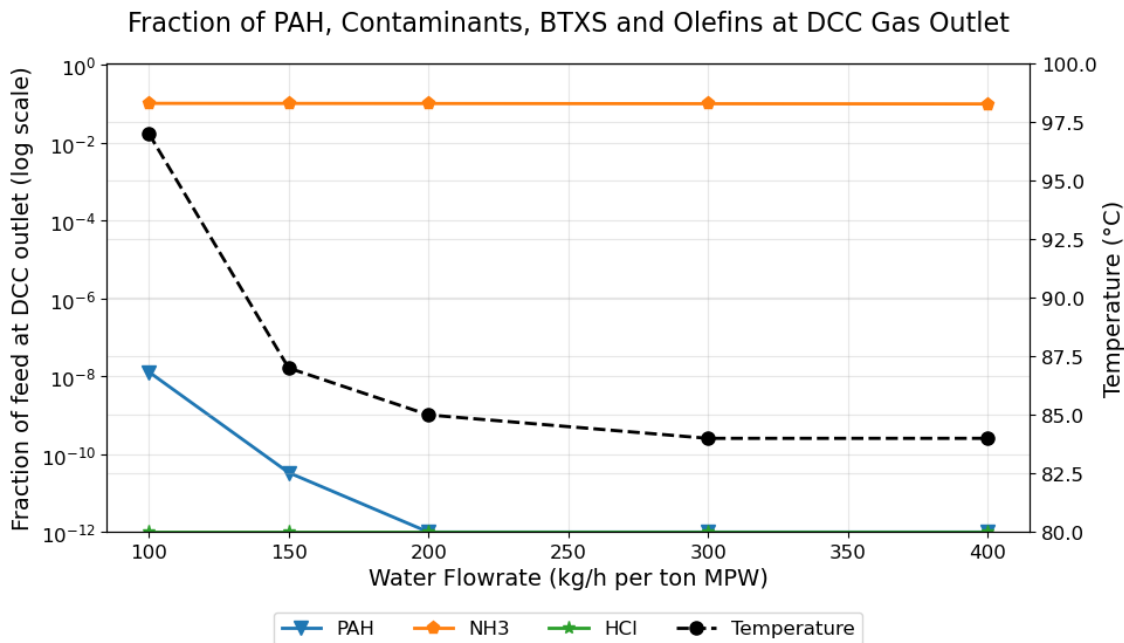 Fraction of PAH, Contaminants, BTXS and Olefins at DCC Gas Outlet
Fraction of feed at DCC outlet (log scale)
10⁰
10⁻²
10⁻⁴
10⁻⁶
10⁻⁸
10⁻¹⁰
10⁻¹²
100.0
97.5
95.0
92.5
90.0
87.5
85.0
82.5
80.0
Temperature (°C)
100 150 200 250 300 350 400
Water Flowrate (kg/h per ton MPW)
PAH NH3 HCl Temperature